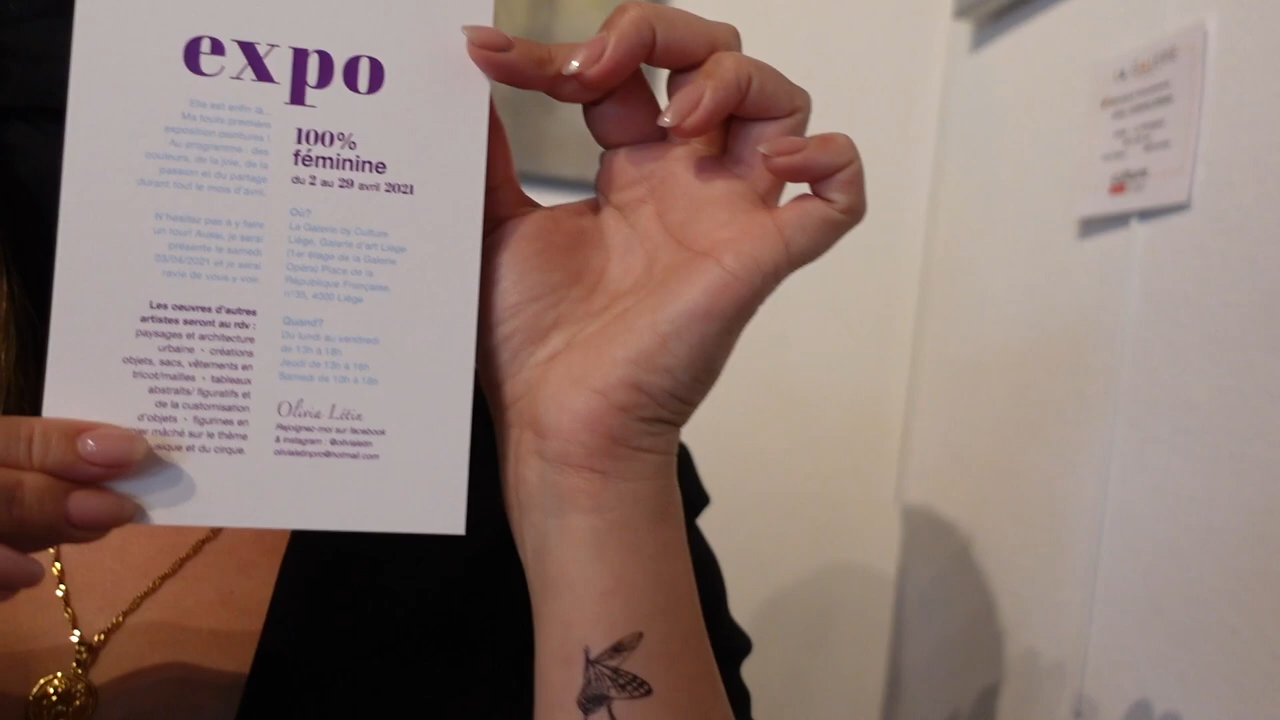 expo
Elle est enfin là...
Ma toute première
exposition peintures !
Au programme : des
couleurs, de la joie, de la
passion et du partage
durant tout le mois d'avril.
N'hésitez pas à y faire
un tour! Aussi, je serai
présente le samedi
03/04/2021 et je serai
ravie de vous y voir.
Les oeuvres d'autres
artistes seront au rdv :
paysages et architecture
urbaine • créations
objets, sacs, vêtements en
tricot/mailles • tableaux
abstraits/ figuratifs et
de la customisation
d'objets • figurines en
mâché sur le thème
et du cirque.
100%
féminine
du 2 au 29 avril 2021
Où?
La Galerie by Cultum
Liège, Galerie d'art Liège
(1er étage de la Galerie
Opéra) Place de la
République Française,
n°35, 4000 Liège
Quand?
Du lundi au vendredi
de 13h à 18h
Jeudi de 13h à 18h
Samedi de 10h à 18h
Olivia Létin
Rejoignez-moi sur facebook
& instagram : @olivialetin
olivialetinpro@hotmail.com